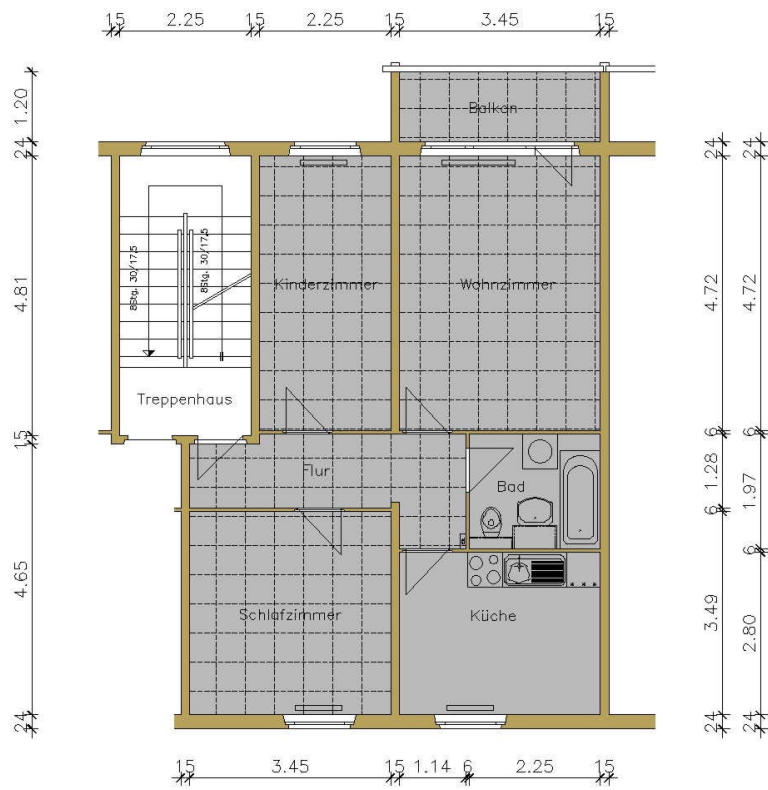 15 2.25 15 2.25 15 3.45 15
1.20
24
4.81
15
4.65
24
Balkon
Kinderzimmer
Wohnzimmer
8Stg. 30/17,5
8Stg. 30/17,5
Treppenhaus
Flur
Bad
Schlafzimmer
Küche
24
4.72
6
1.28
6
3.49
24
24
4.72
6
1.97
6
2.80
24
15 3.45 15 1.14 6 2.25 15